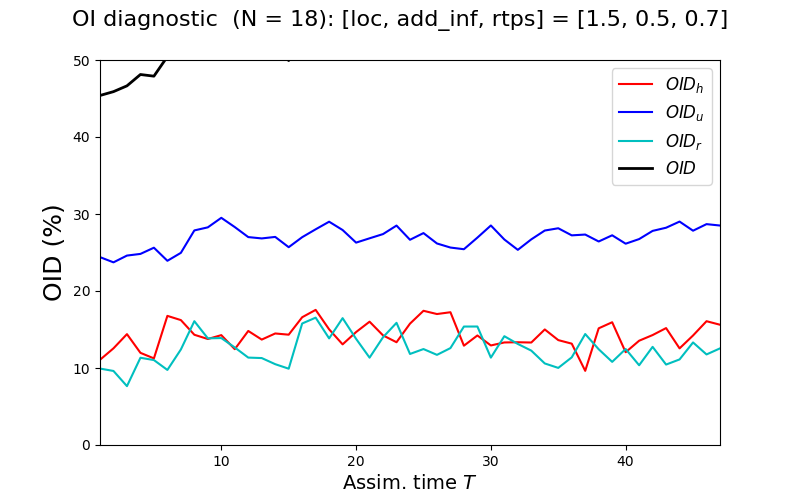 OI diagnostic (N = 18): [loc, add_inf, rtps] = [1.5, 0.5, 0.7]
50
40
30
20
10
0
OID (%)
OID_h
OID_u
OID_r
OID
10 20 30 40
Assim. time T